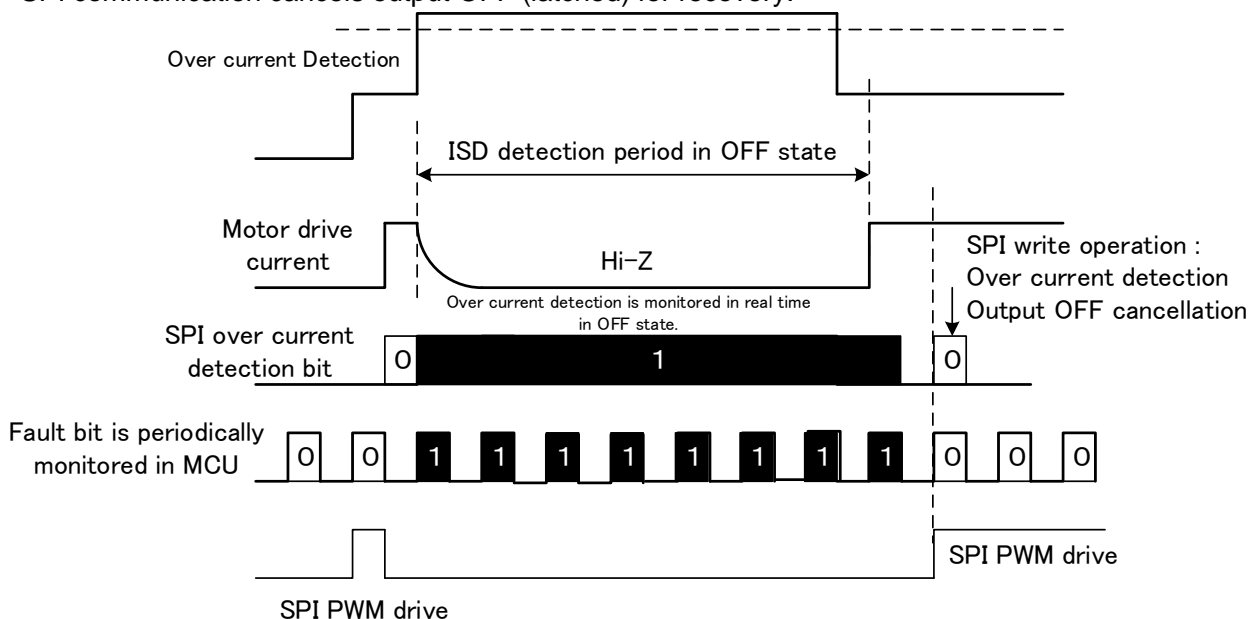 SPI communication cancels output OFF (latched) for recovery.
Over current Detection
ISD detection period in OFF state
Motor drive
current
Hi-Z
SPI write operation :
Over current detection
Output OFF cancellation
Over current detection is monitored in real time
in OFF state.
SPI over current
detection bit
0 1 0
Fault bit is periodically
monitored in MCU
0 0 1 1 1 1 1 1 1 1 0 0 0
SPI PWM drive
SPI PWM drive